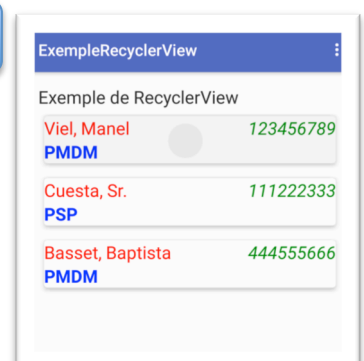 ExempleRecyclerView
Exemple de RecyclerView
Viel, Manel 123456789
PMDM
Cuesta, Sr. 111222333
PSP
Basset, Baptista 444555666
PMDM